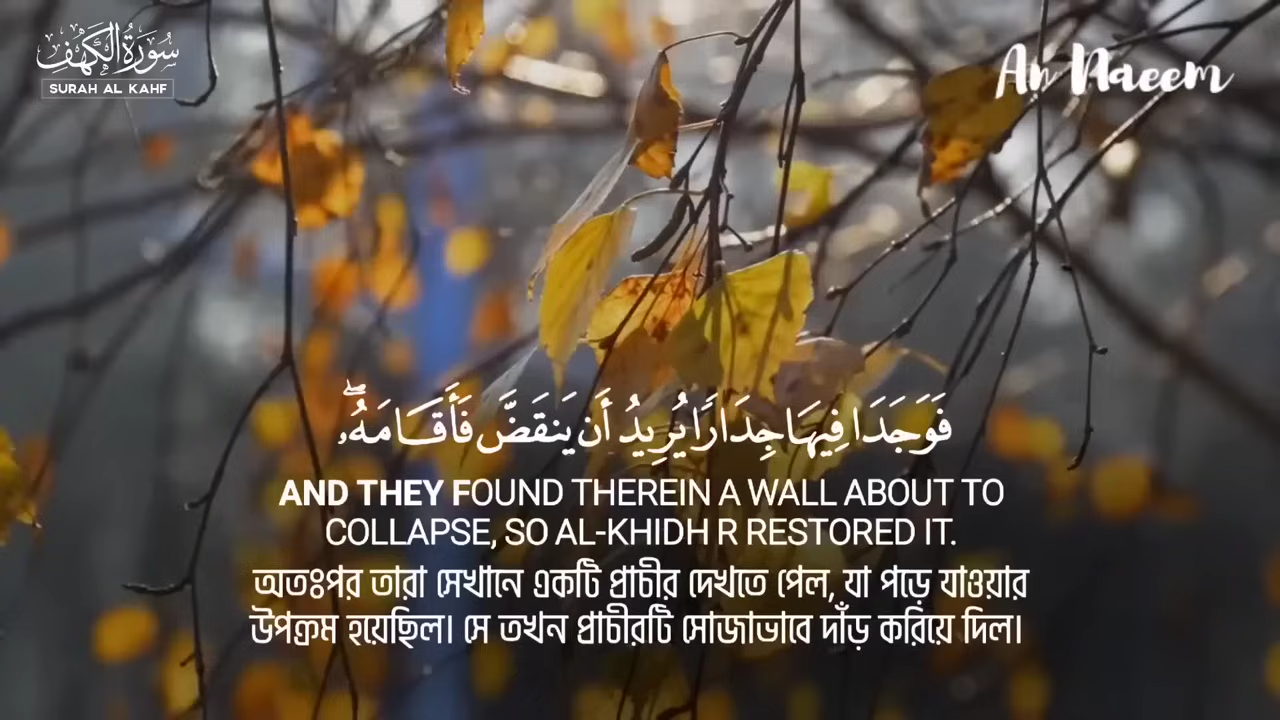 سُورَةُ الكَهْفِ
SURAH AL KAHF
An Naeem
فَوَجَدَا فِيهَا جِدَارًا يُرِيدُ أَن يَنقَضَّ فَأَقَامَهُۥۖ
AND THEY FOUND THEREIN A WALL ABOUT TO
COLLAPSE, SO AL-KHIDH R RESTORED IT.
অতঃপর তারা সেখানে একটি প্রাচীর দেখতে পেল, যা পড়ে যাওয়ার
উপক্রম হয়েছিল। সে তখন প্রাচীরটি সোজাভাবে দাঁড় করিয়ে দিল।